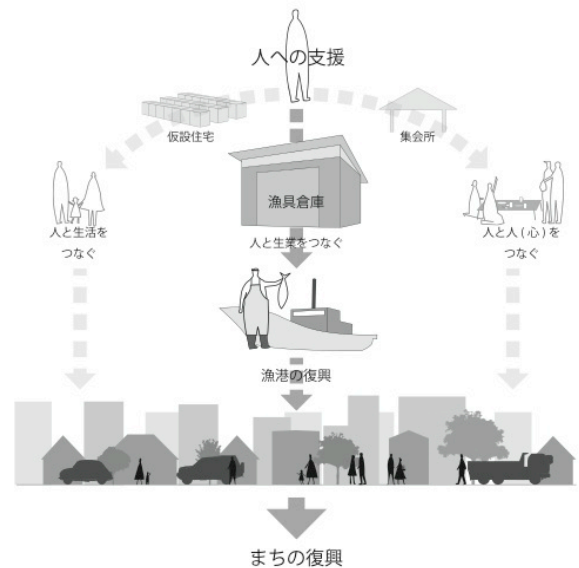 人への支援
仮設住宅
集会所
漁具倉庫
人と生活を
つなぐ
人と生業をつなぐ
人と人(心)を
つなぐ
漁港の復興
まちの復興